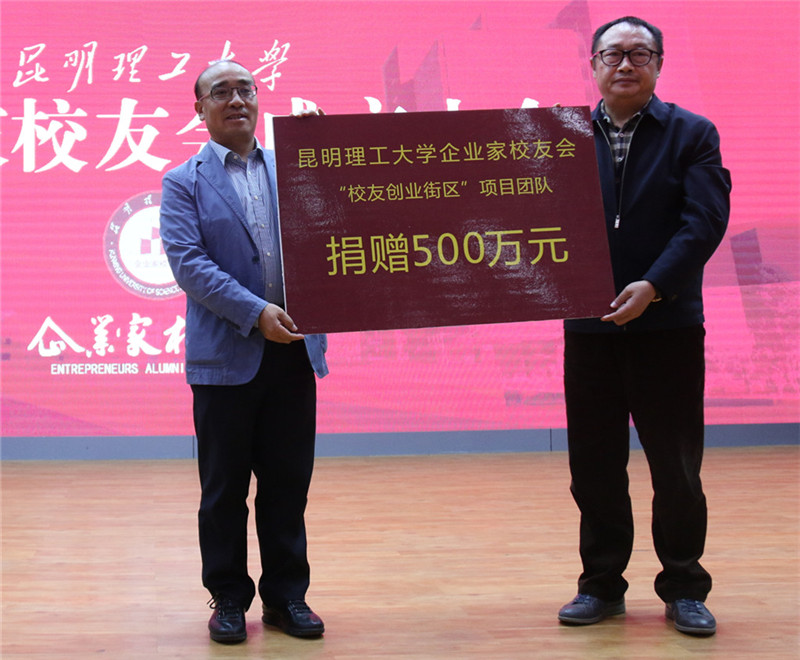 昆明理工大学
校友会
昆明理工大学企业家校友会
“校友创业街区”项目团队
捐赠500万元
企业家校
ENTREPRENEURS ALUMNI